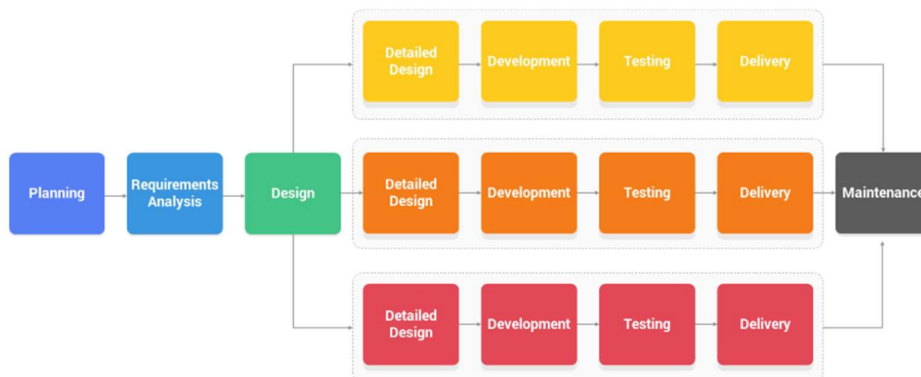 Detailed
Design
Development
Testing
Delivery
Planning
Requirements
Analysis
Design
Detailed
Design
Development
Testing
Delivery
Maintenance
Detailed
Design
Development
Testing
Delivery